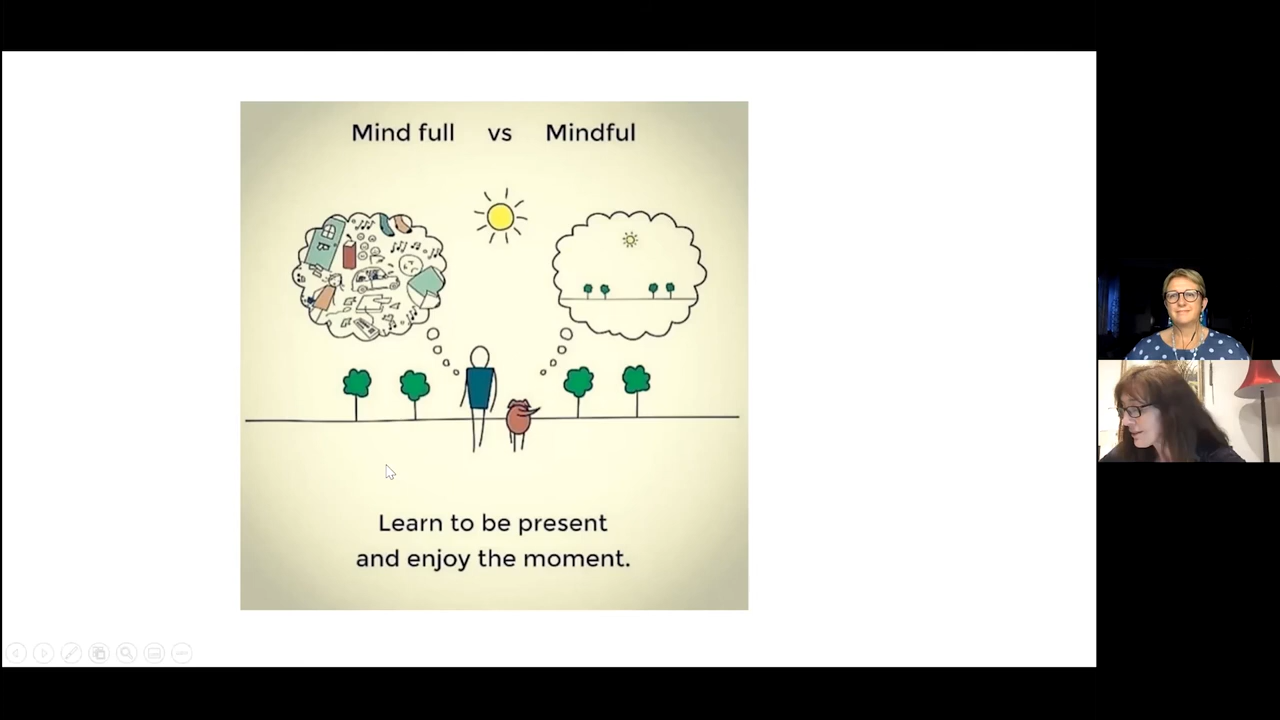 Mind full vs Mindful
Learn to be present
and enjoy the moment.